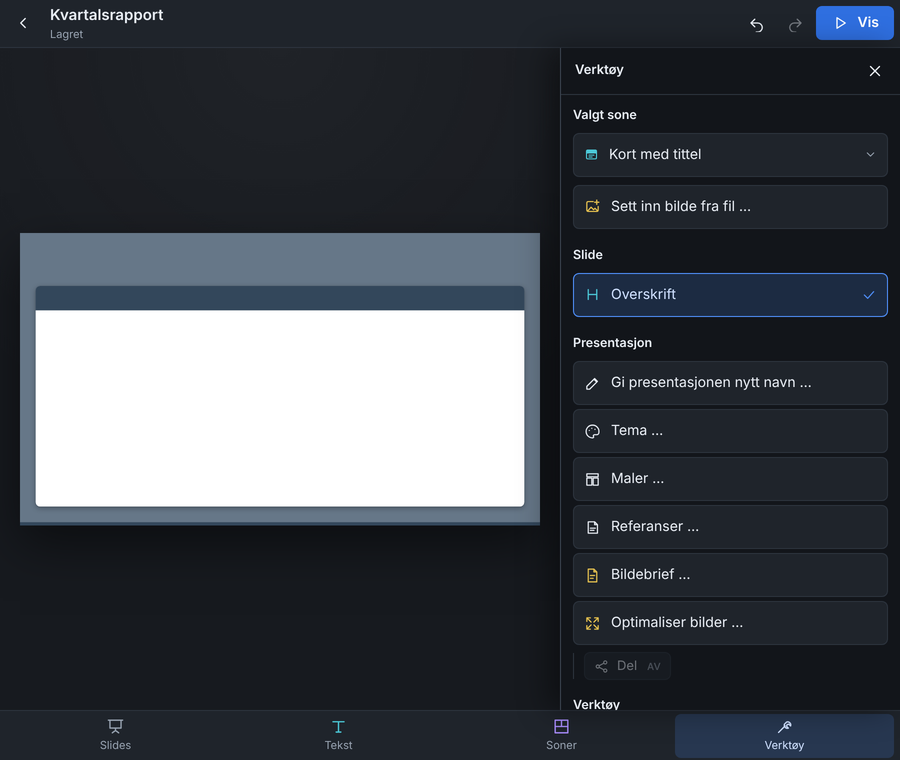 Kvartalsrapport
Lagret
Vis
Verktøy
Valgt sone
Kort med tittel
Sett inn bilde fra fil ...
Slide
Overskrift
Presentasjon
Gi presentasjonen nytt navn ...
Tema ...
Maler ...
Referanser ...
Bildebrief ...
Optimaliser bilder ...
Del AV
Verktøy
Slides
Tekst
Soner
Verktøy